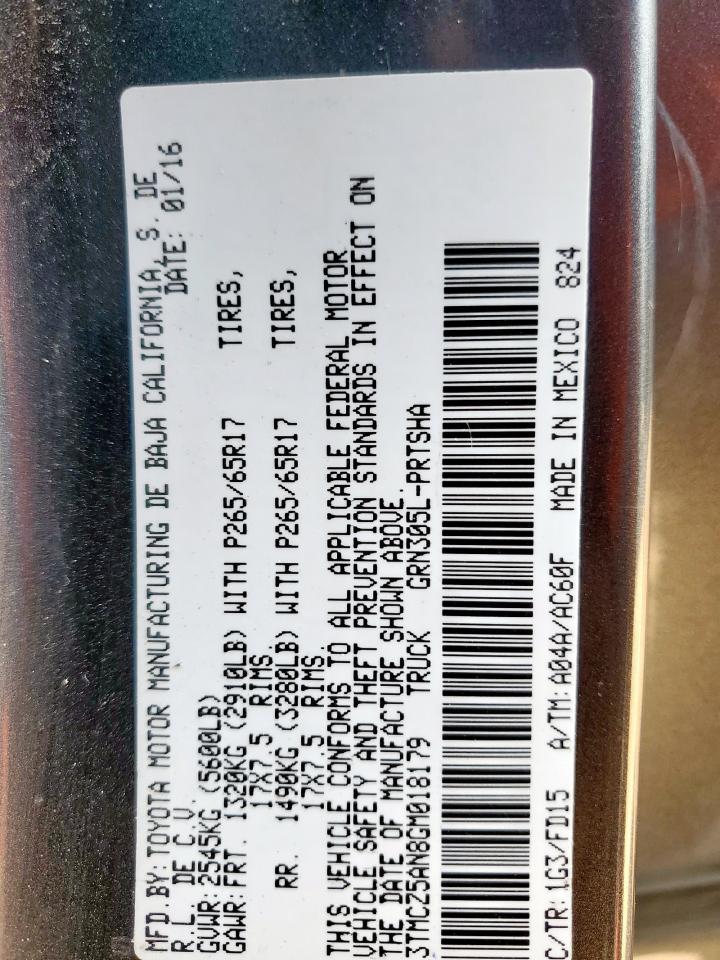 MFD BY: TOYOTA MOTOR MANUFACTURING DE BAJA CALIFORNIA, S. DE
R.L. DE C.V. DATE: 01/16
GVWR: 2545KG (5600LB)
GAWR: FRT. 1320KG (2910LB) WITH P265/65R17 TIRES,
17X7.5 RIMS.
RR. 1490KG (3280LB) WITH P265/65R17 TIRES,
17X7.5 RIMS.
THIS VEHICLE CONFORMS TO ALL APPLICABLE FEDERAL MOTOR
VEHICLE SAFETY AND THEFT PREVENTION STANDARDS IN EFFECT ON
THE DATE OF MANUFACTURE SHOWN ABOVE.
3TMCZ5AN8GM018179 TRUCK GRN305L-PRTSHA
C/TR: 1G3/FD15 A/TM: A04A/AC60F MADE IN MEXICO 824